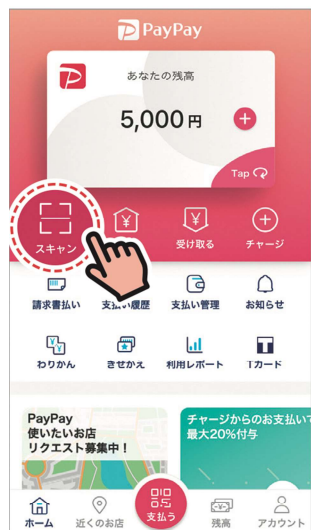 PayPay
あなたの残高
5,000 円
Tap
スキャン
受け取る
チャージ
請求書払い
支払い履歴
支払い管理
お知らせ
わりかん
きせかえ
利用レポート
Tカード
PayPay
使いたいお店
リクエスト募集中！
チャージからのお支払いで
最大20%付与
ホーム
近くのお店
支払う
残高
アカウント